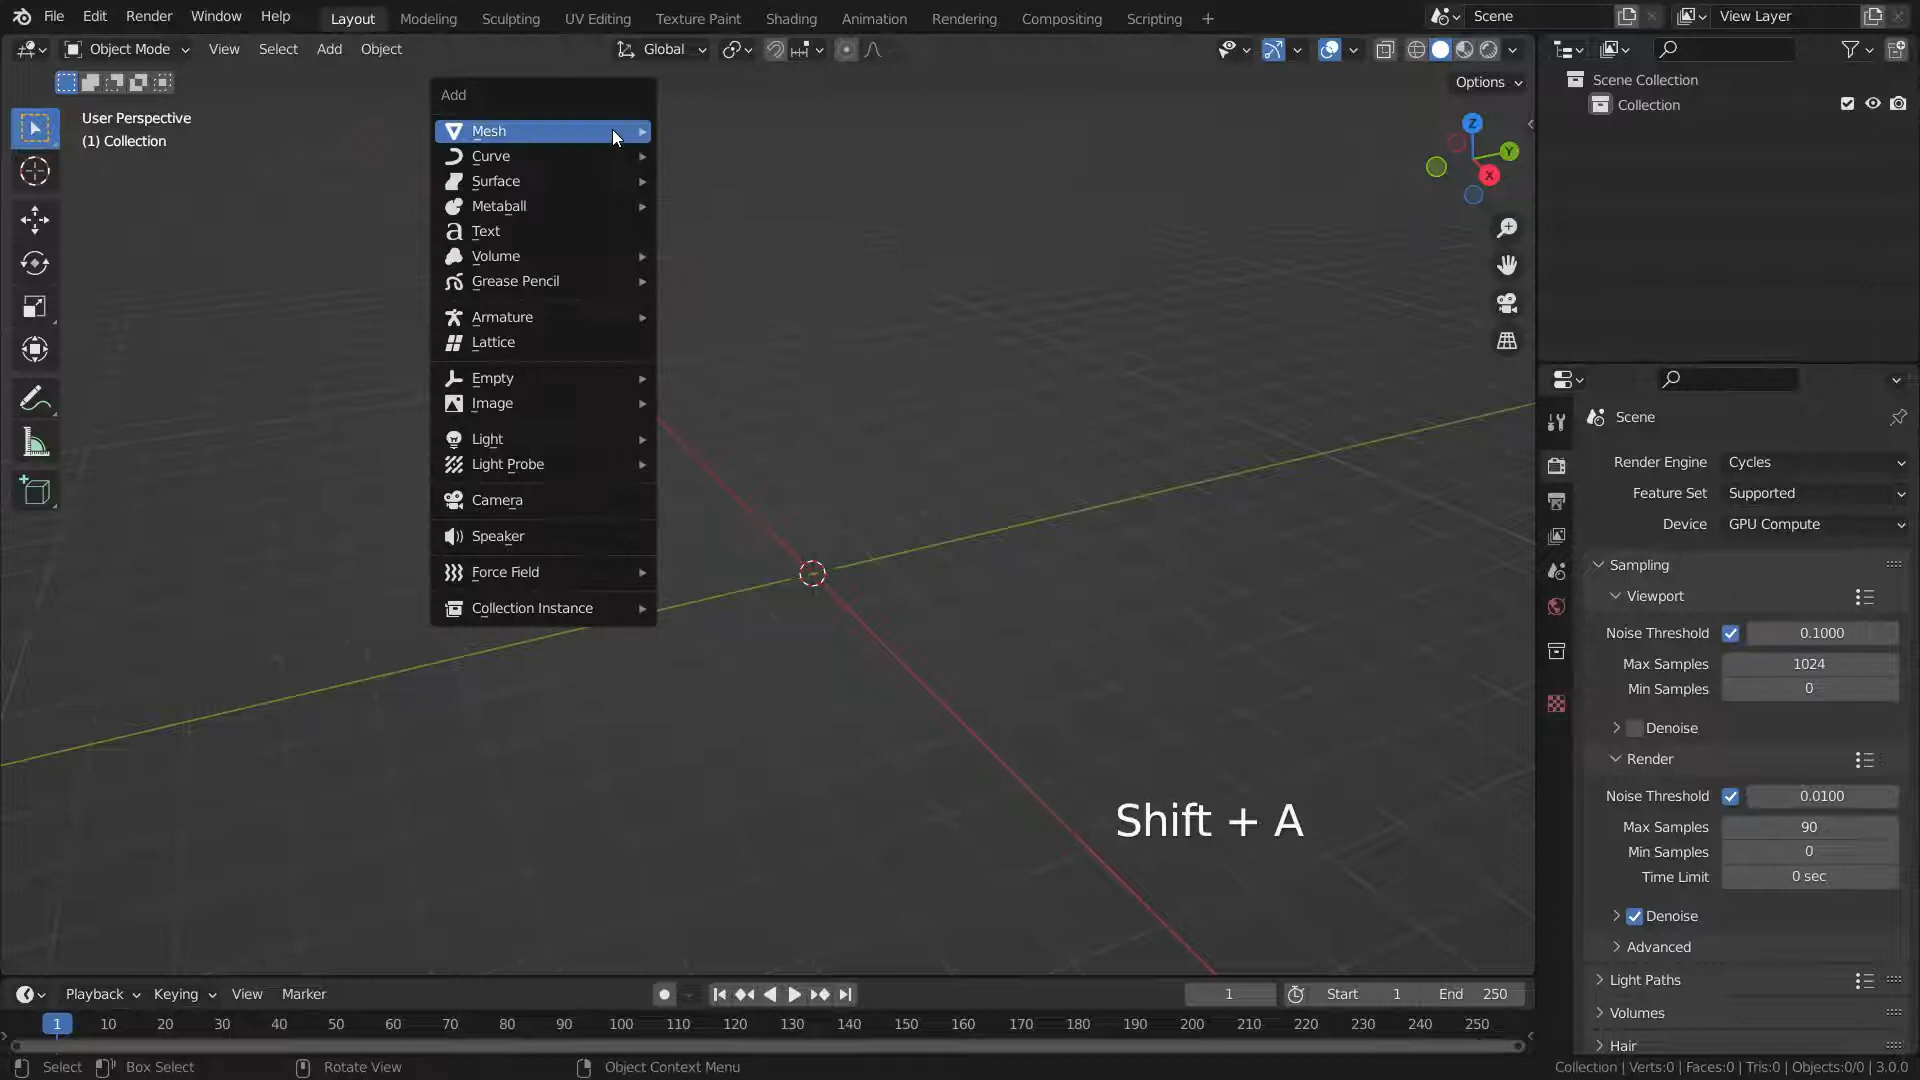 File Edit Render Window Help
Layout Modeling Sculpting UV Editing Texture Paint Shading Animation Rendering Compositing Scripting +
Scene
View Layer
Object Mode View Select Add Object
Global
Options
User Perspective
(1) Collection
Add
Mesh
Curve
Surface
Metaball
Text
Volume
Grease Pencil
Armature
Lattice
Empty
Image
Light
Light Probe
Camera
Speaker
Force Field
Collection Instance
Z
Y
X
Shift + A
Scene Collection
Collection
Scene
Render Engine Cycles
Feature Set Supported
Device GPU Compute
Sampling
Viewport
Noise Threshold 0.1000
Max Samples 1024
Min Samples 0
Denoise
Render
Noise Threshold 0.0100
Max Samples 90
Min Samples 0
Time Limit 0 sec
Denoise
Advanced
Light Paths
Volumes
Hair
Playback Keying View Marker
1
Start 1 End 250
1 10 20 30 40 50 60 70 80 90 100 110 120 130 140 150 160 170 180 190 200 210 220 230 240 250
Select Box Select Rotate View Object Context Menu
Collection | Verts:0 | Faces:0 | Tris:0 | Objects:0/0 | 3.0.0